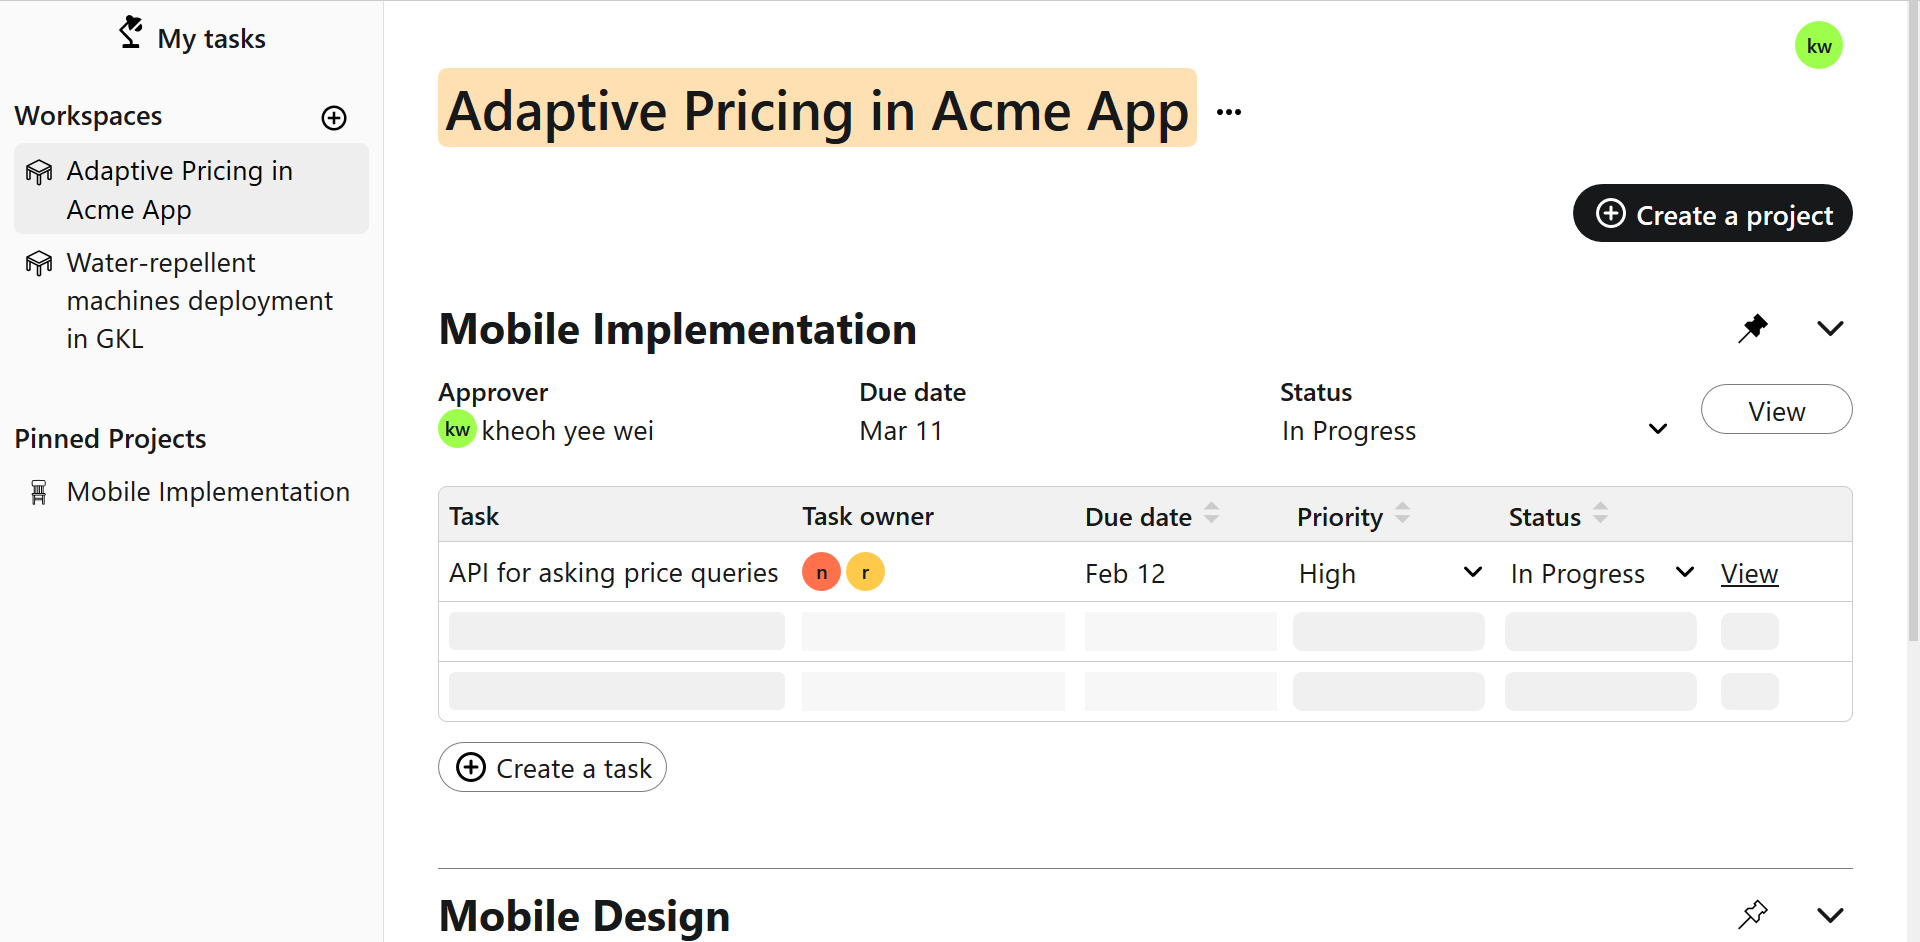 My tasks
Workspaces
Adaptive Pricing in
Acme App
Water-repellent
machines deployment
in GKL
Pinned Projects
Mobile Implementation
kw
Adaptive Pricing in Acme App
Create a project
Mobile Implementation
Approver
Due date
Status
kw kheoh yee wei
Mar 11
In Progress
View
Task
Task owner
Due date
Priority
Status
API for asking price queries
n
r
Feb 12
High
In Progress
View
Create a task
Mobile Design